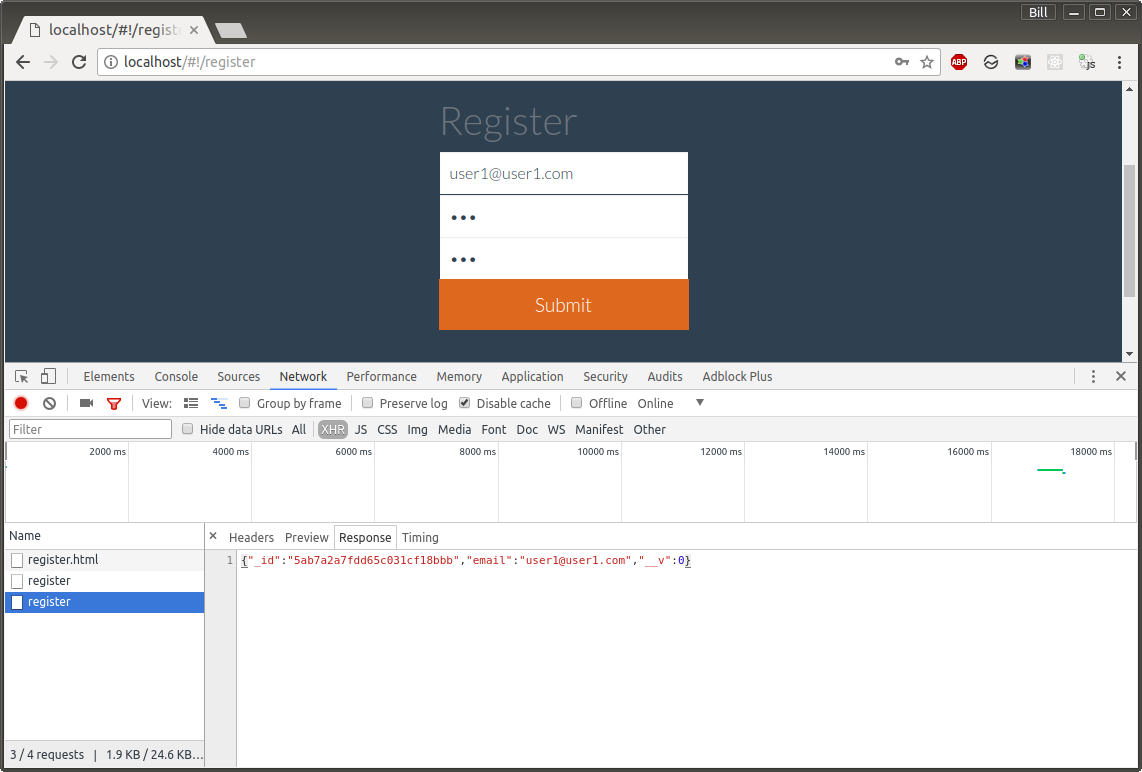 Bill
localhost/#!/regist
localhost/#!/register
ABP
js
Register
user1@user1.com
•••
•••
Submit
Elements Console Sources Network Performance Memory Application Security Audits Adblock Plus
View: Group by frame Preserve log Disable cache Offline Online
Filter Hide data URLs All XHR JS CSS Img Media Font Doc WS Manifest Other
2000 ms 4000 ms 6000 ms 8000 ms 10000 ms 12000 ms 14000 ms 16000 ms 18000 ms
Name
Headers Preview Response Timing
register.html
register
register
1 {"_id":"5ab7a2a7fdd65c031cf18bbb","email":"user1@user1.com","__v":0}
3 / 4 requests | 1.9 KB / 24.6 KB...